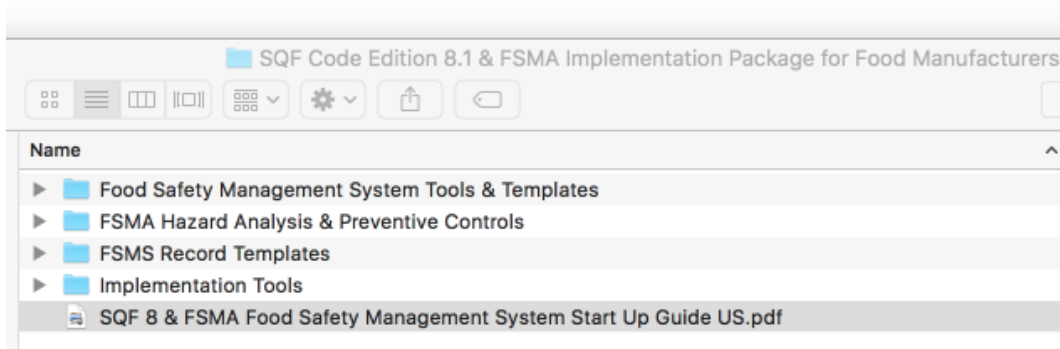 SQF Code Edition 8.1 & FSMA Implementation Package for Food Manufacturers
Name
Food Safety Management System Tools & Templates
FSMA Hazard Analysis & Preventive Controls
FSMS Record Templates
Implementation Tools
SQF 8 & FSMA Food Safety Management System Start Up Guide US.pdf